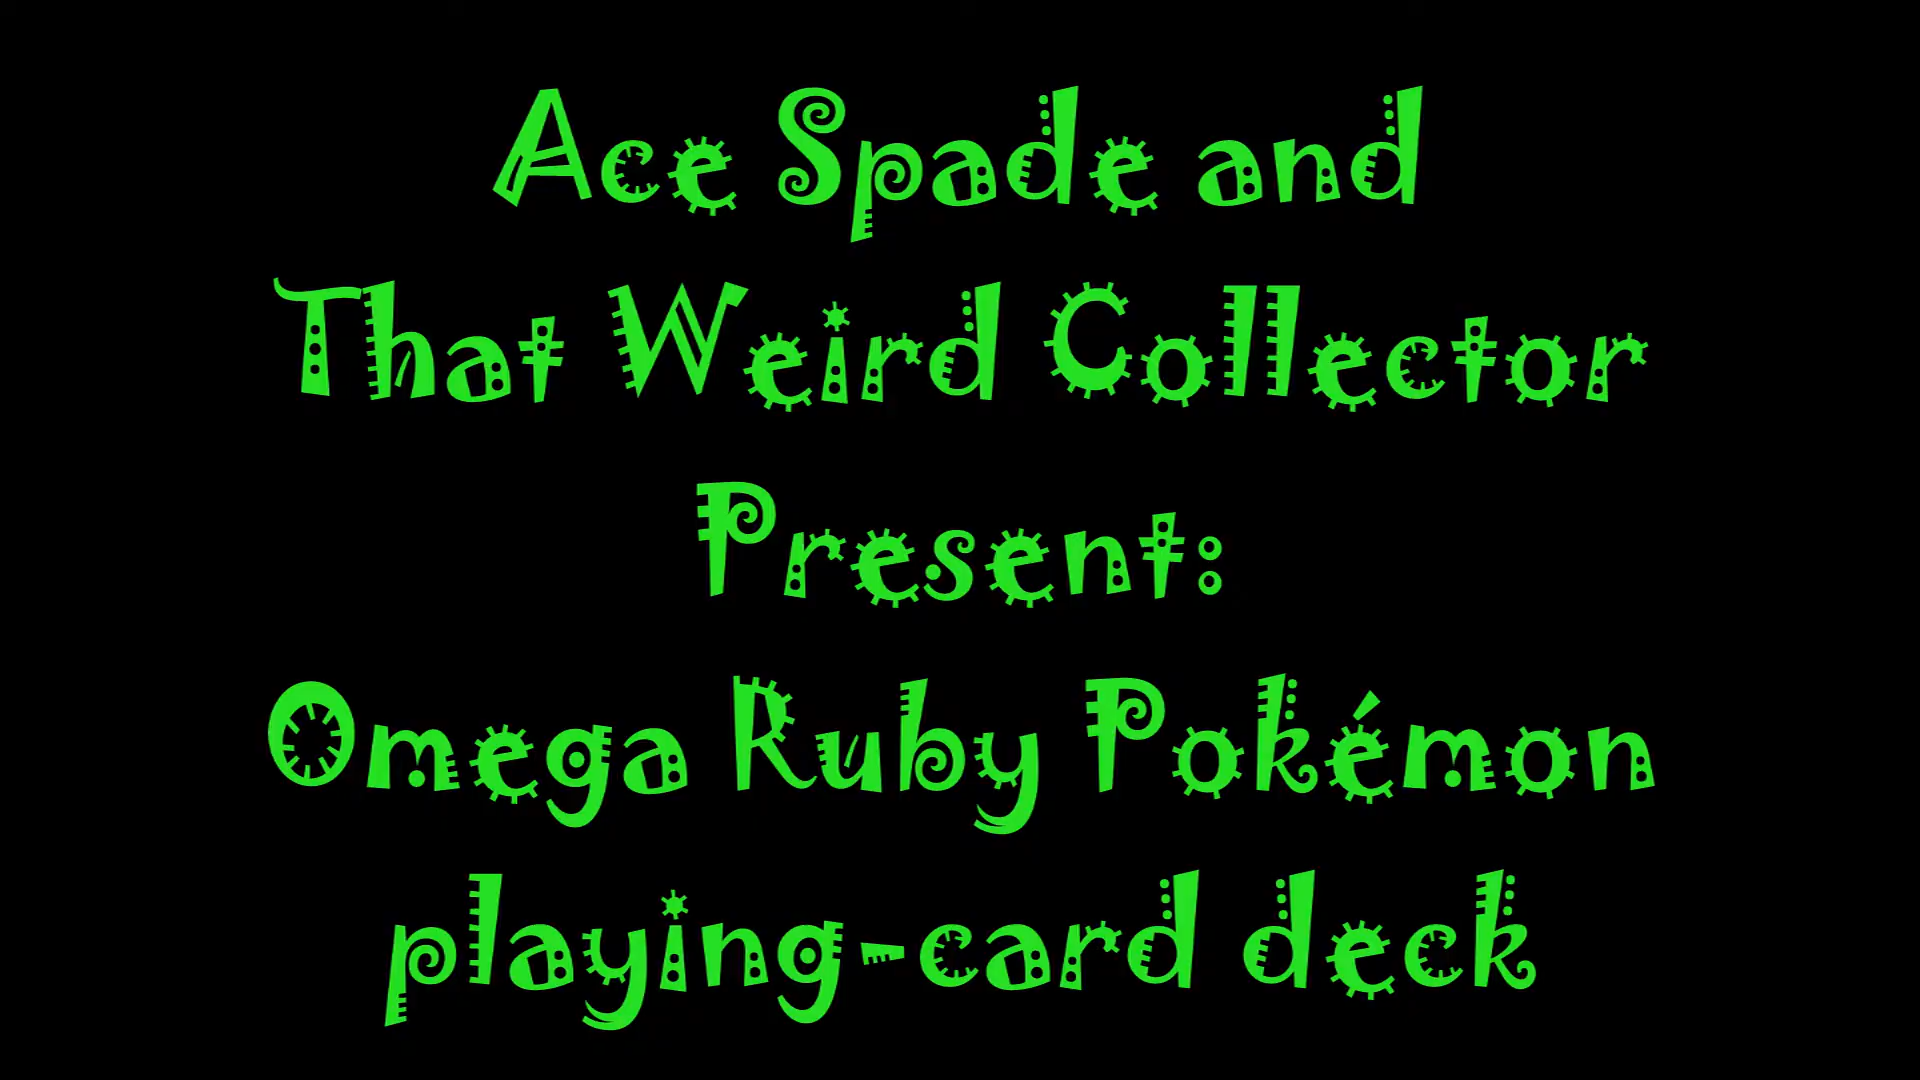 Ace Spade and
That Weird Collector
Present:
Omega Ruby Pokémon
playing-card deck